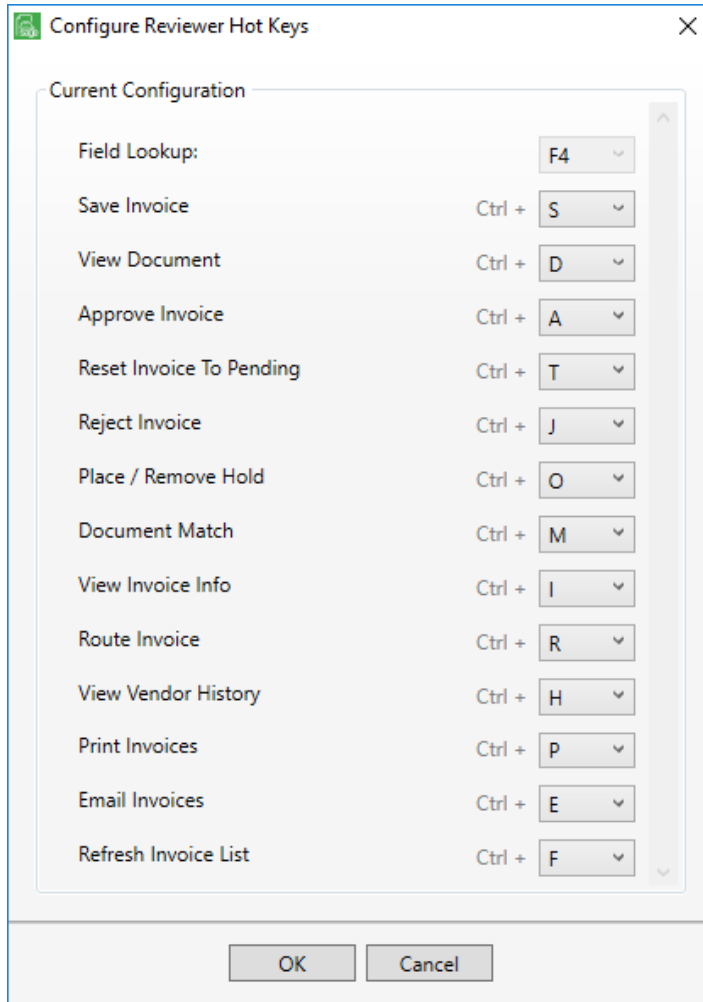 Configure Reviewer Hot Keys
Current Configuration
Field Lookup: F4
Save Invoice Ctrl + S
View Document Ctrl + D
Approve Invoice Ctrl + A
Reset Invoice To Pending Ctrl + T
Reject Invoice Ctrl + J
Place / Remove Hold Ctrl + O
Document Match Ctrl + M
View Invoice Info Ctrl + I
Route Invoice Ctrl + R
View Vendor History Ctrl + H
Print Invoices Ctrl + P
Email Invoices Ctrl + E
Refresh Invoice List Ctrl + F
OK Cancel